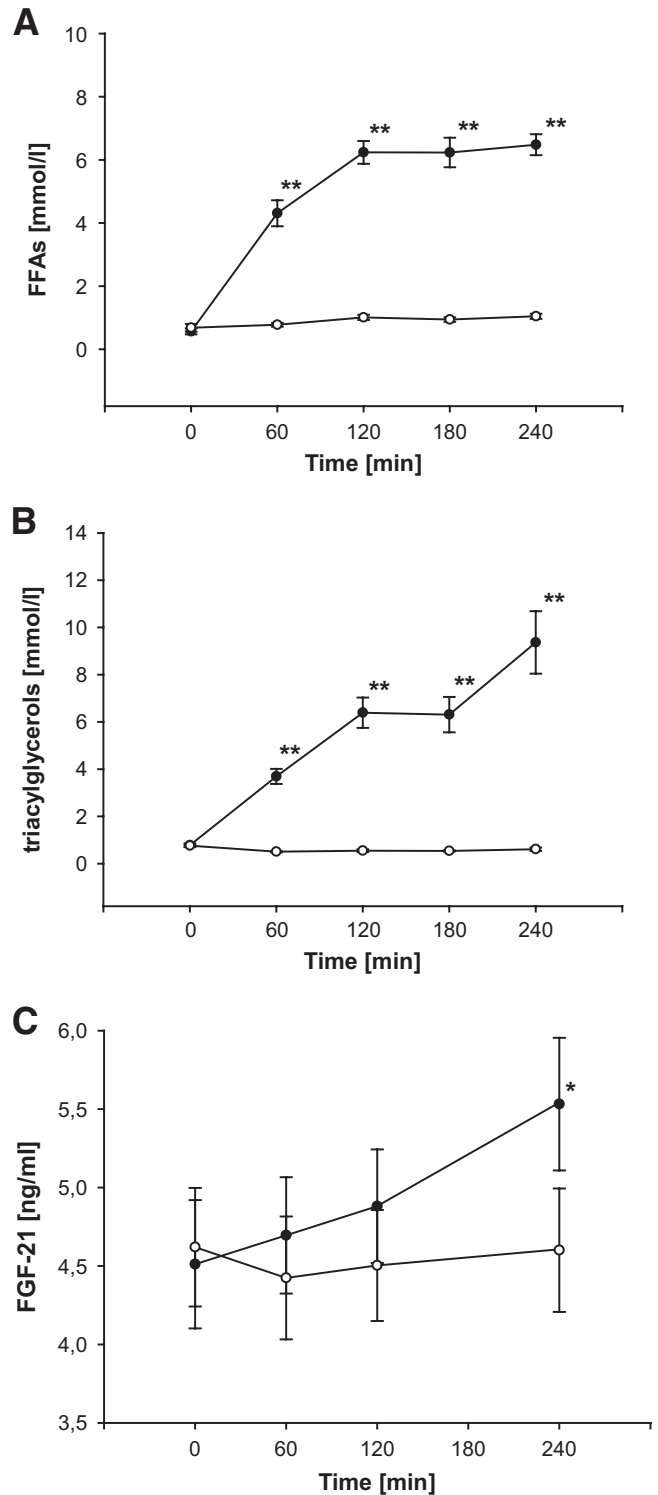 A
FFAs [mmol/l]
10
8
6
4
2
0
**
**
**
**
0 60 120 180 240
Time [min]
B
triacylglycerols [mmol/l]
14
12
10
8
6
4
2
0
**
**
**
**
0 60 120 180 240
Time [min]
C
FGF-21 [ng/ml]
6,0
5,5
5,0
4,5
4,0
3,5
*
0 60 120 180 240
Time [min]